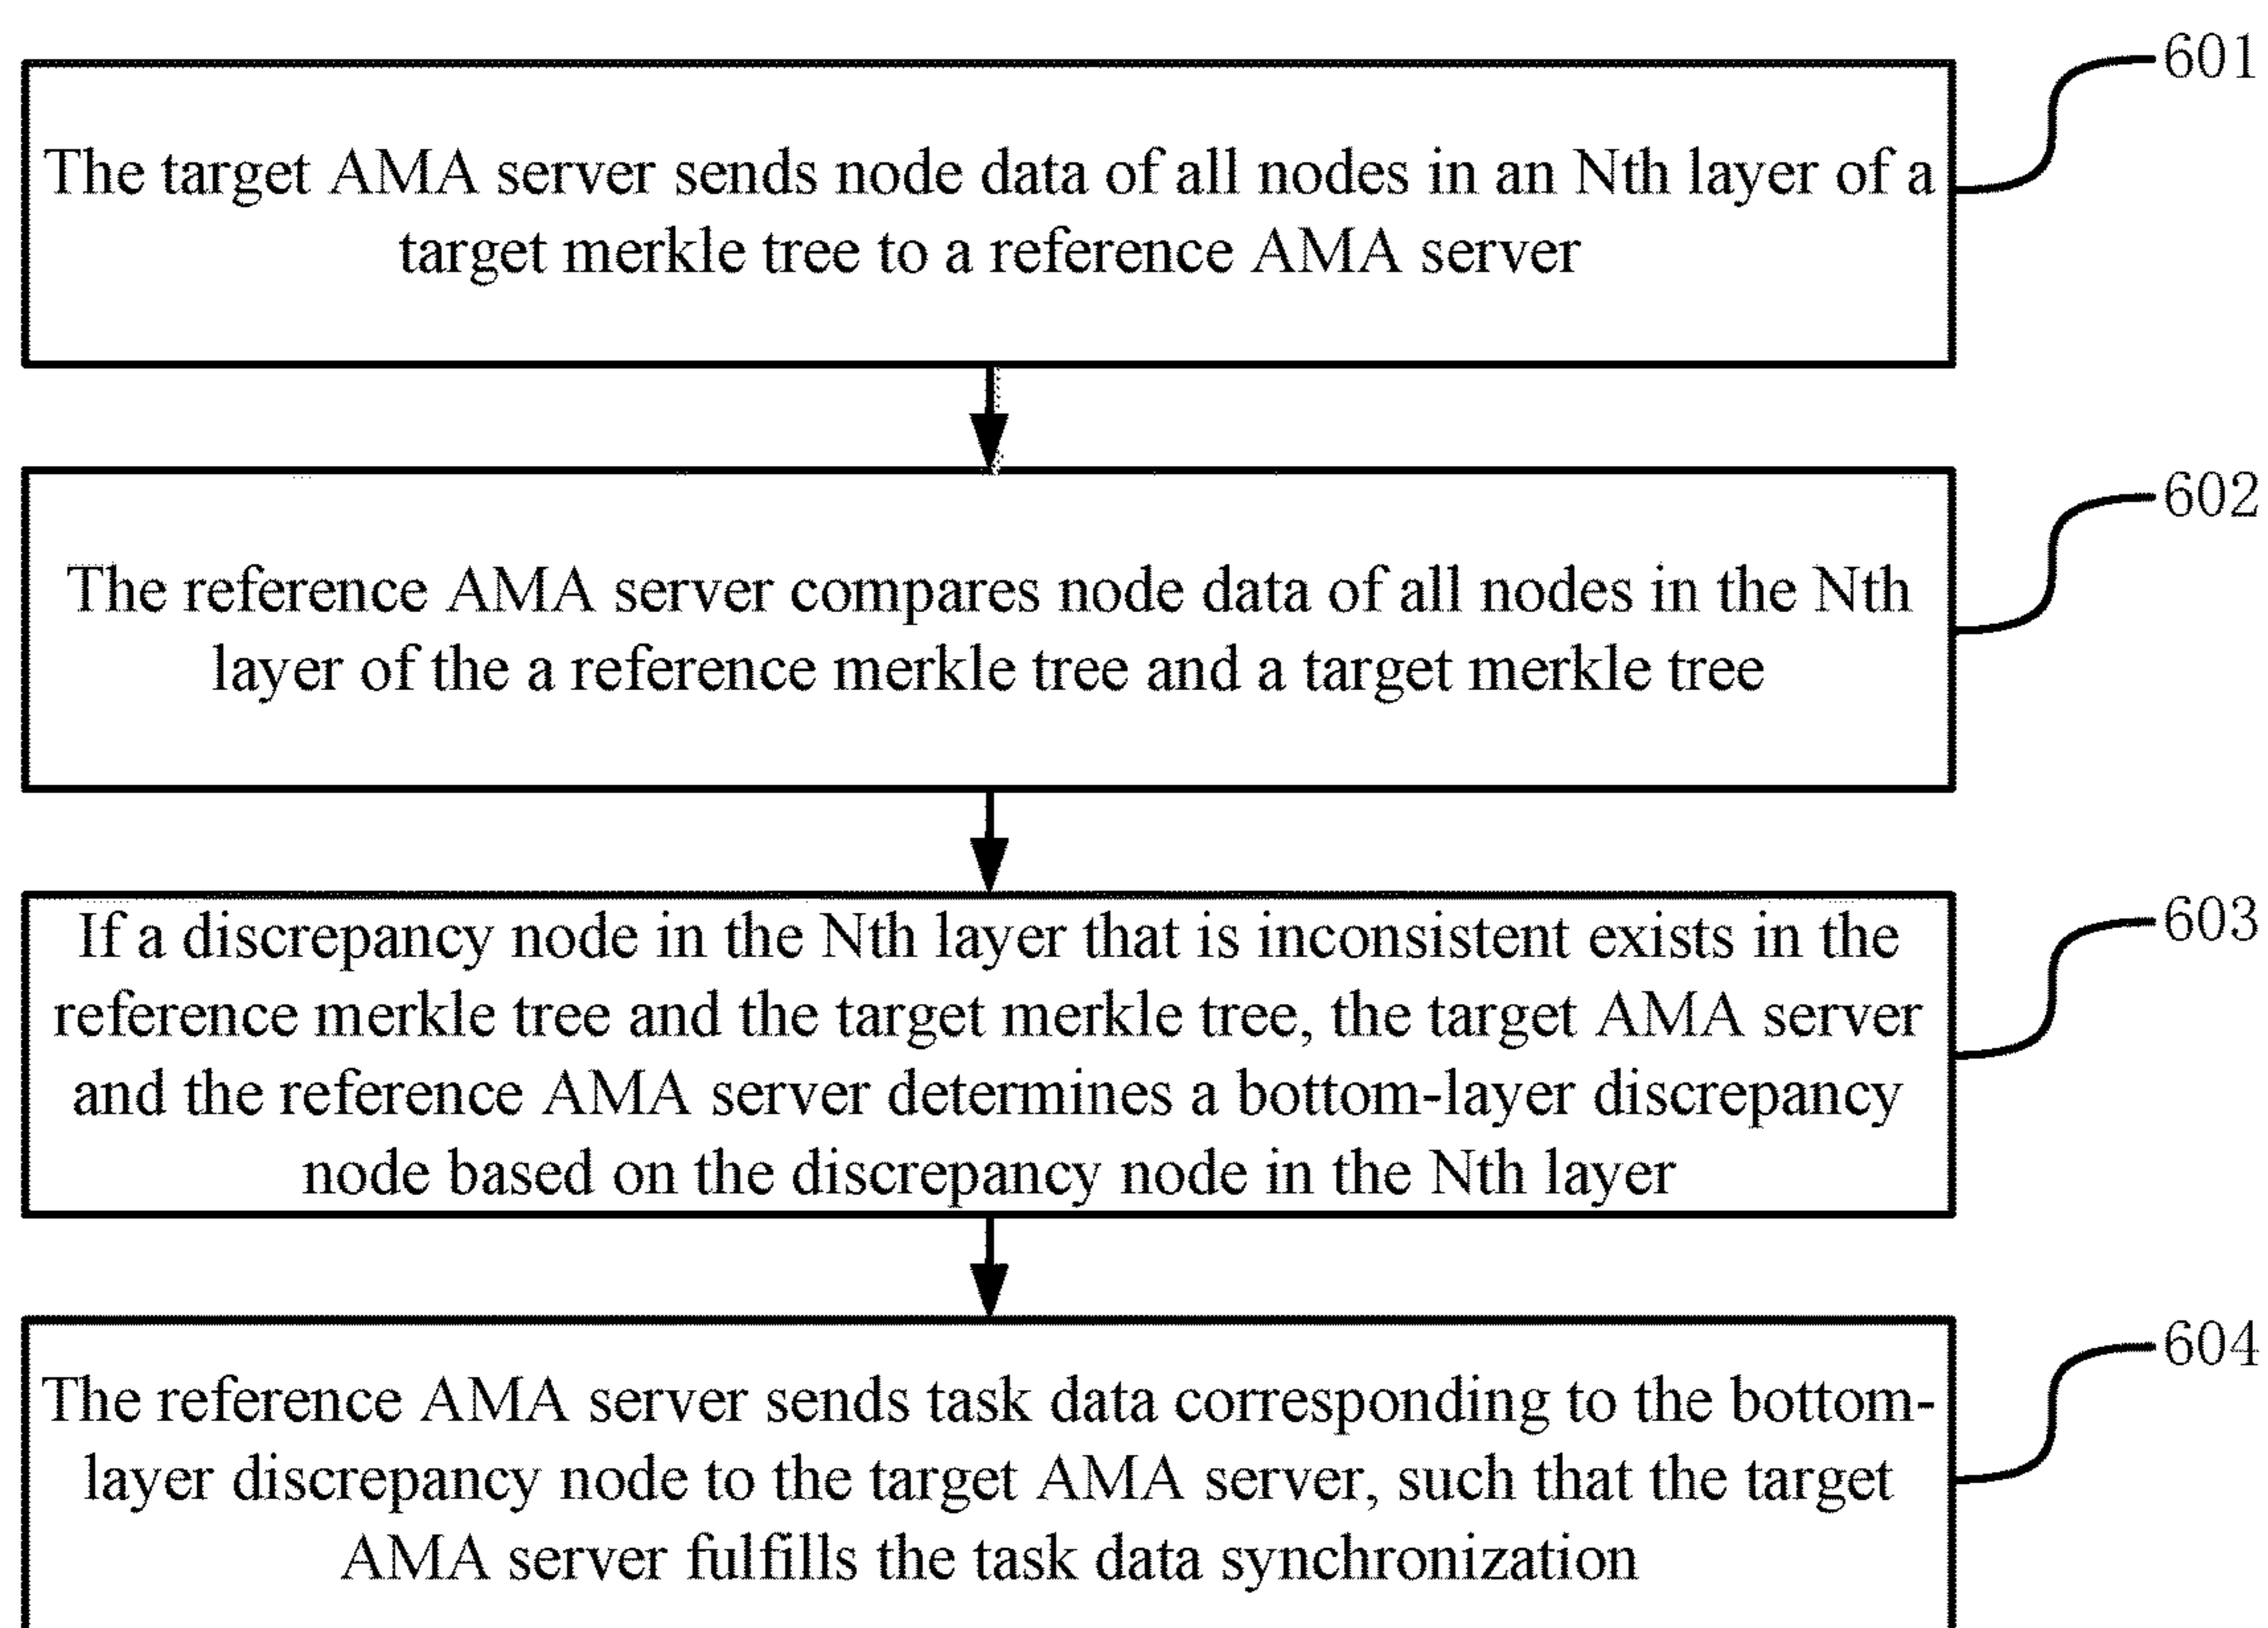 601
The target AMA server sends node data of all nodes in an Nth layer of a
target merkle tree to a reference AMA server
602
The reference AMA server compares node data of all nodes in the Nth
layer of the a reference merkle tree and a target merkle tree
603
If a discrepancy node in the Nth layer that is inconsistent exists in the
reference merkle tree and the target merkle tree, the target AMA server
and the reference AMA server determines a bottom-layer discrepancy
node based on the discrepancy node in the Nth layer
604
The reference AMA server sends task data corresponding to the bottom-
layer discrepancy node to the target AMA server, such that the target
AMA server fulfills the task data synchronization